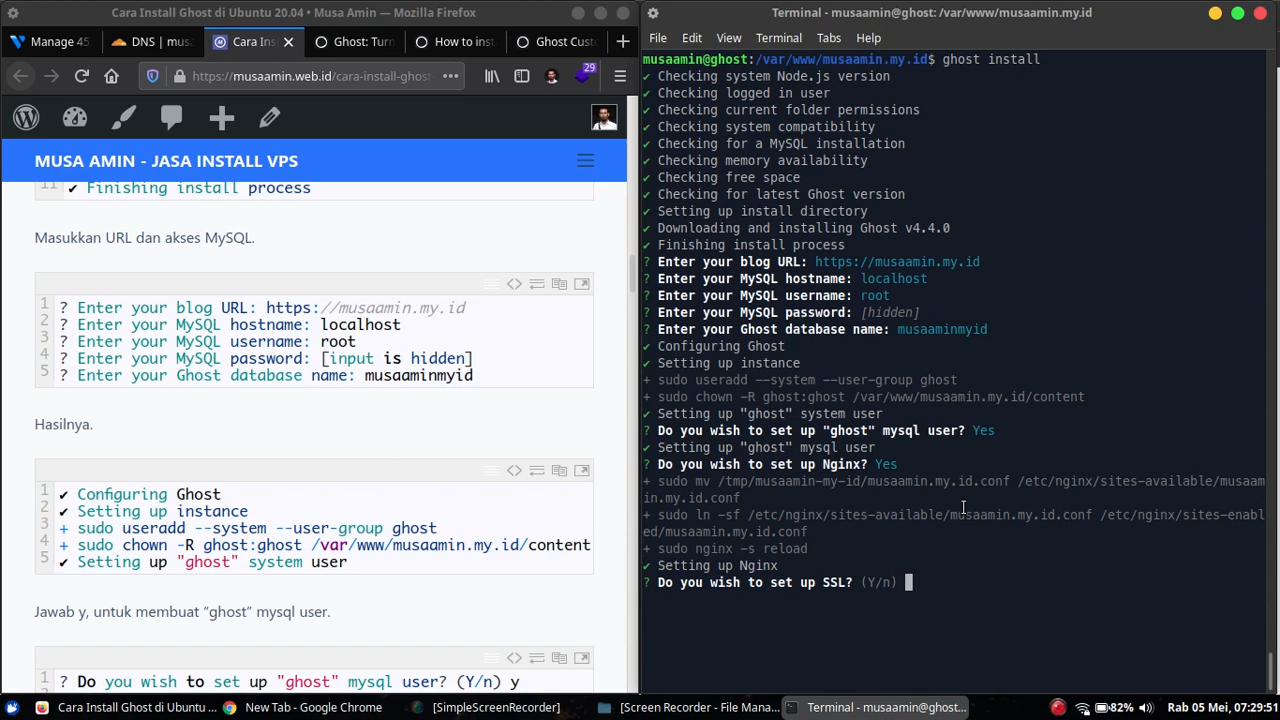 Cara Install Ghost di Ubuntu 20.04 • Musa Amin — Mozilla Firefox
Manage 45
DNS | mus
Cara Ins
Ghost: Turn
How to inst
Ghost Cust
https://musaamin.web.id/cara-install-ghost
29
MUSA AMIN - JASA INSTALL VPS
11 ✔ Finishing install process
Masukkan URL dan akses MySQL.
1 ? Enter your blog URL: https://musaamin.my.id
2 ? Enter your MySQL hostname: localhost
3 ? Enter your MySQL username: root
4 ? Enter your MySQL password: [input is hidden]
5 ? Enter your Ghost database name: musaaminmyid
Hasilnya.
1 ✔ Configuring Ghost
2 ✔ Setting up instance
3 + sudo useradd --system --user-group ghost
4 + sudo chown -R ghost:ghost /var/www/musaamin.my.id/content
5 ✔ Setting up "ghost" system user
Jawab y, untuk membuat “ghost” mysql user.
1 ? Do you wish to set up "ghost" mysql user? (Y/n) y
Terminal - musaamin@ghost: /var/www/musaamin.my.id
File Edit View Terminal Tabs Help
musaamin@ghost:/var/www/musaamin.my.id$ ghost install
✔ Checking system Node.js version
✔ Checking logged in user
✔ Checking current folder permissions
✔ Checking system compatibility
✔ Checking for a MySQL installation
✔ Checking memory availability
✔ Checking free space
✔ Checking for latest Ghost version
✔ Setting up install directory
✔ Downloading and installing Ghost v4.4.0
✔ Finishing install process
? Enter your blog URL: https://musaamin.my.id
? Enter your MySQL hostname: localhost
? Enter your MySQL username: root
? Enter your MySQL password: [hidden]
? Enter your Ghost database name: musaaminmyid
✔ Configuring Ghost
✔ Setting up instance
+ sudo useradd --system --user-group ghost
+ sudo chown -R ghost:ghost /var/www/musaamin.my.id/content
✔ Setting up "ghost" system user
? Do you wish to set up "ghost" mysql user? Yes
✔ Setting up "ghost" mysql user
? Do you wish to set up Nginx? Yes
+ sudo mv /tmp/musaamin-my-id/musaamin.my.id.conf /etc/nginx/sites-available/musaam
in.my.id.conf
+ sudo ln -sf /etc/nginx/sites-available/musaamin.my.id.conf /etc/nginx/sites-enabl
ed/musaamin.my.id.conf
+ sudo nginx -s reload
✔ Setting up Nginx
? Do you wish to set up SSL? (Y/n)
Cara Install Ghost di Ubuntu ...
New Tab - Google Chrome
[SimpleScreenRecorder]
[Screen Recorder - File Mana...
Terminal - musaamin@ghost...
82%
Rab 05 Mei, 07:29:51